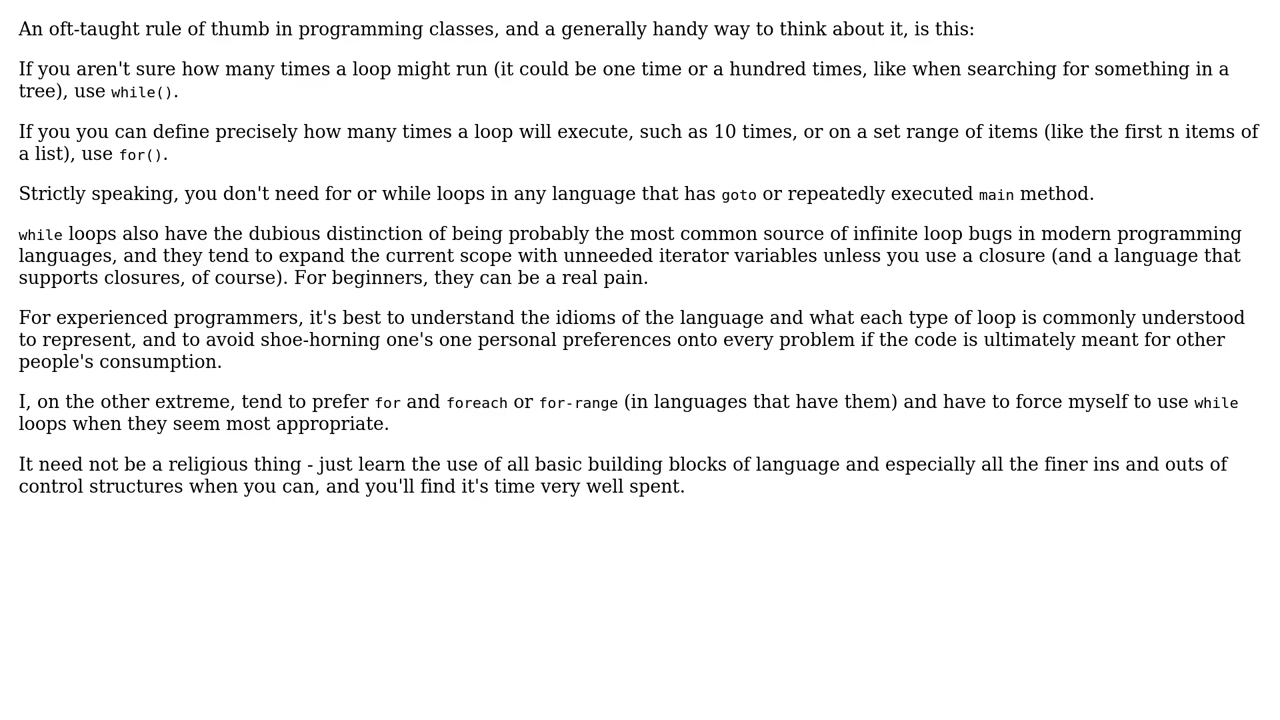 An oft-taught rule of thumb in programming classes, and a generally handy way to think about it, is this:
If you aren't sure how many times a loop might run (it could be one time or a hundred times, like when searching for something in a
tree), use while().
If you you can define precisely how many times a loop will execute, such as 10 times, or on a set range of items (like the first n items of
a list), use for().
Strictly speaking, you don't need for or while loops in any language that has goto or repeatedly executed main method.
while loops also have the dubious distinction of being probably the most common source of infinite loop bugs in modern programming
languages, and they tend to expand the current scope with unneeded iterator variables unless you use a closure (and a language that
supports closures, of course). For beginners, they can be a real pain.
For experienced programmers, it's best to understand the idioms of the language and what each type of loop is commonly understood
to represent, and to avoid shoe-horning one's one personal preferences onto every problem if the code is ultimately meant for other
people's consumption.
I, on the other extreme, tend to prefer for and foreach or for-range (in languages that have them) and have to force myself to use while
loops when they seem most appropriate.
It need not be a religious thing - just learn the use of all basic building blocks of language and especially all the finer ins and outs of
control structures when you can, and you'll find it's time very well spent.